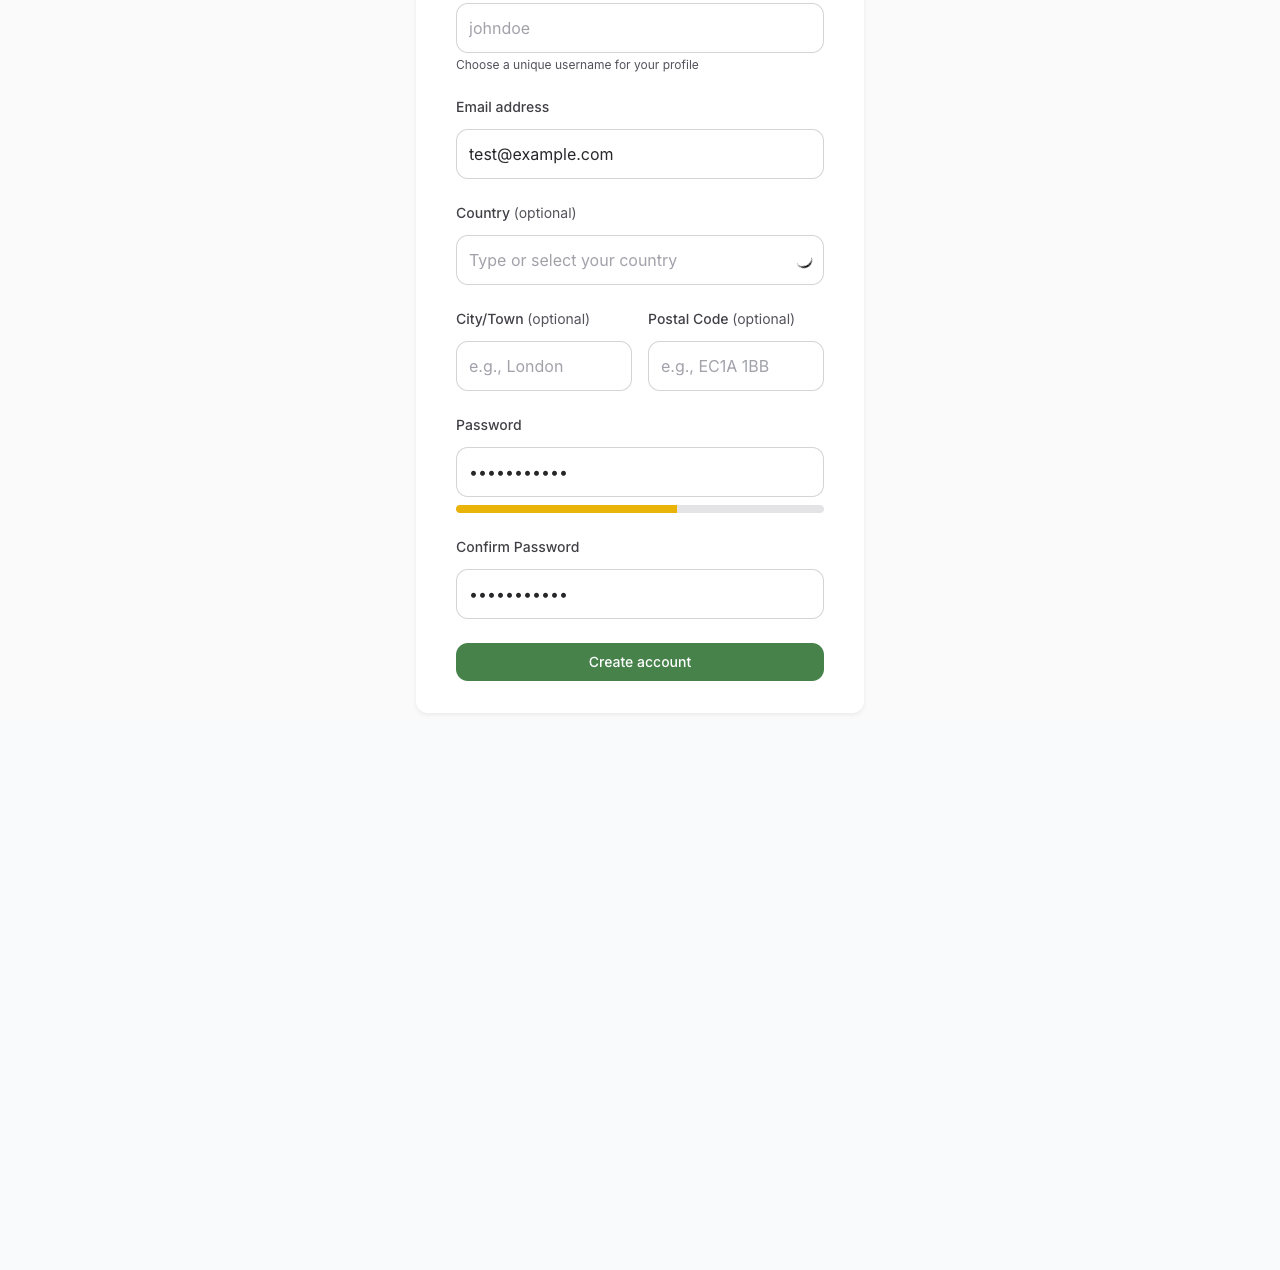 johndoe
Choose a unique username for your profile
Email address
test@example.com
Country (optional)
Type or select your country
City/Town (optional) Postal Code (optional)
e.g., London e.g., EC1A 1BB
Password
•••••••••••
Confirm Password
•••••••••••
Create account